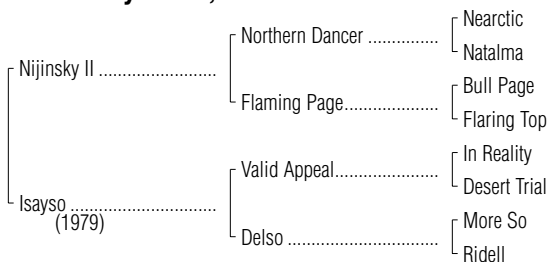 Nearctic
Northern Dancer ................
Natalma
Nijinsky II ........................
Bull Page
Flaming Page...................
Flaring Top
In Reality
Valid Appeal.....................
Desert Trial
Isayso ..............................
(1979)
More So
Delso ...............................
Ridell